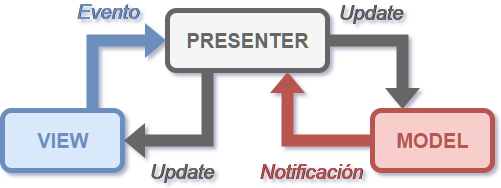 Evento
Update
PRESENTER
VIEW
MODEL
Update
Notificación